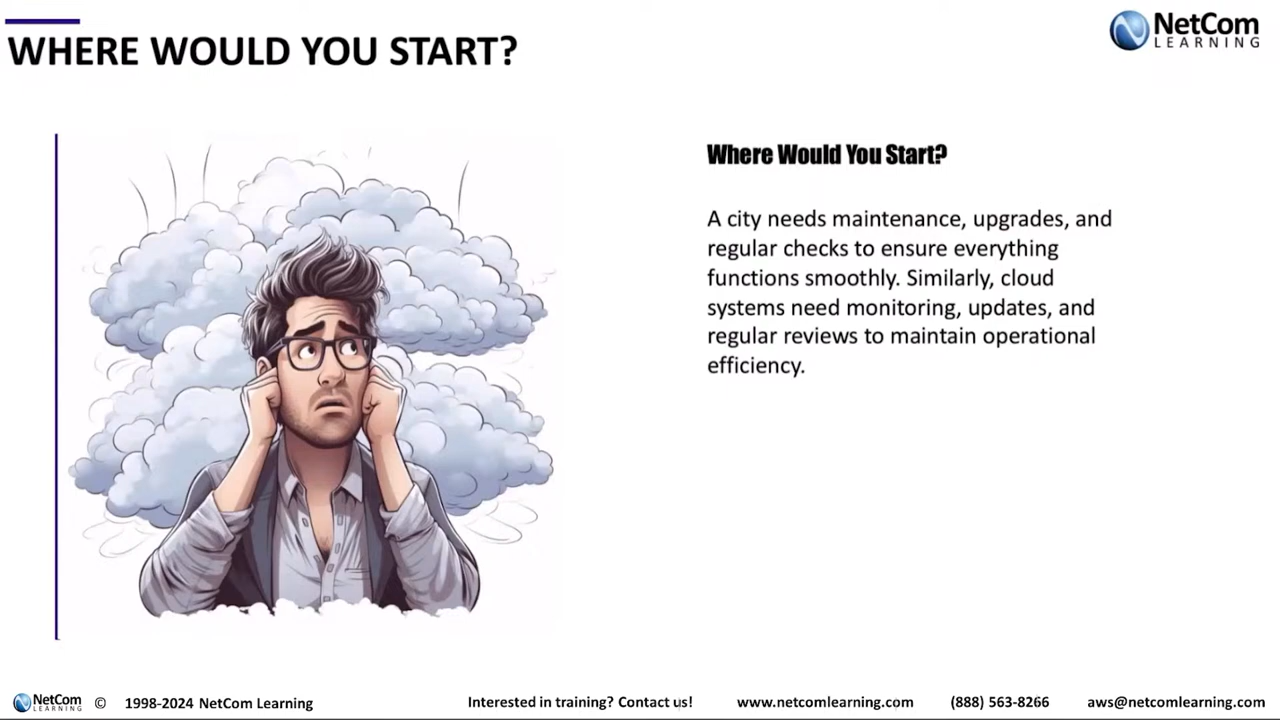 WHERE WOULD YOU START?
NetCom
LEARNING
Where Would You Start?
A city needs maintenance, upgrades, and
regular checks to ensure everything
functions smoothly. Similarly, cloud
systems need monitoring, updates, and
regular reviews to maintain operational
efficiency.
NetCom
LEARNING
© 1998-2024 NetCom Learning
Interested in training? Contact us!
www.netcomlearning.com
(888) 563-8266
aws@netcomlearning.com